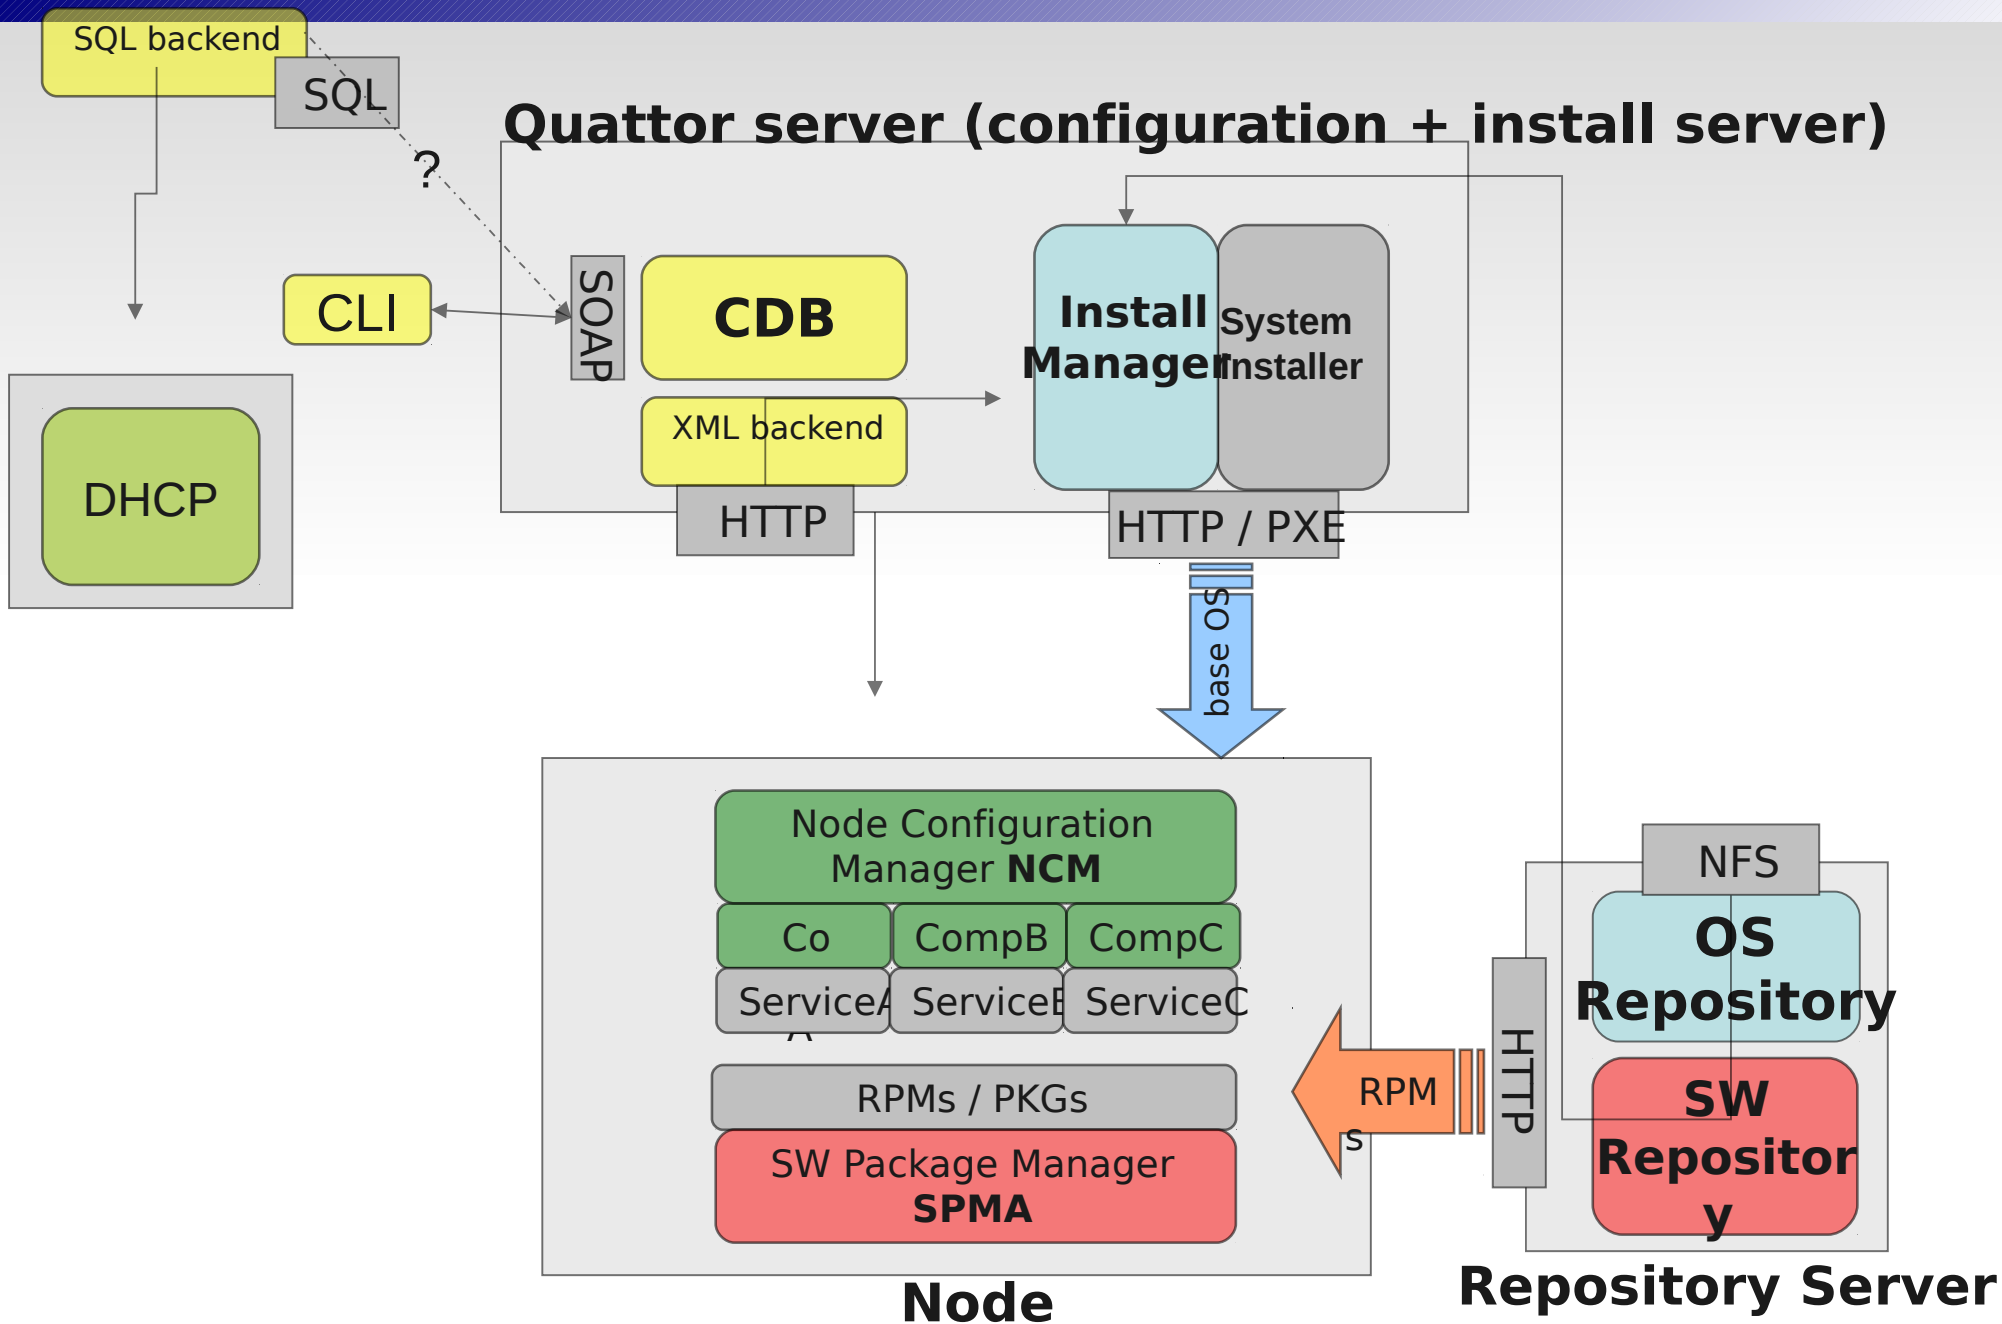 SQL backend
SQL
Quattor server (configuration + install server)
?
CLI
SOAP
CDB
Install
Manager
System
Installer
XML backend
DHCP
HTTP
HTTP / PXE
base OS
Node Configuration
Manager NCM
Co
CompB
CompC
ServiceA
A
ServiceB
ServiceC
RPMs / PKGs
SW Package Manager
SPMA
Node
RPM
s
HTTP
NFS
OS
Repository
SW
Repositor
y
Repository Server